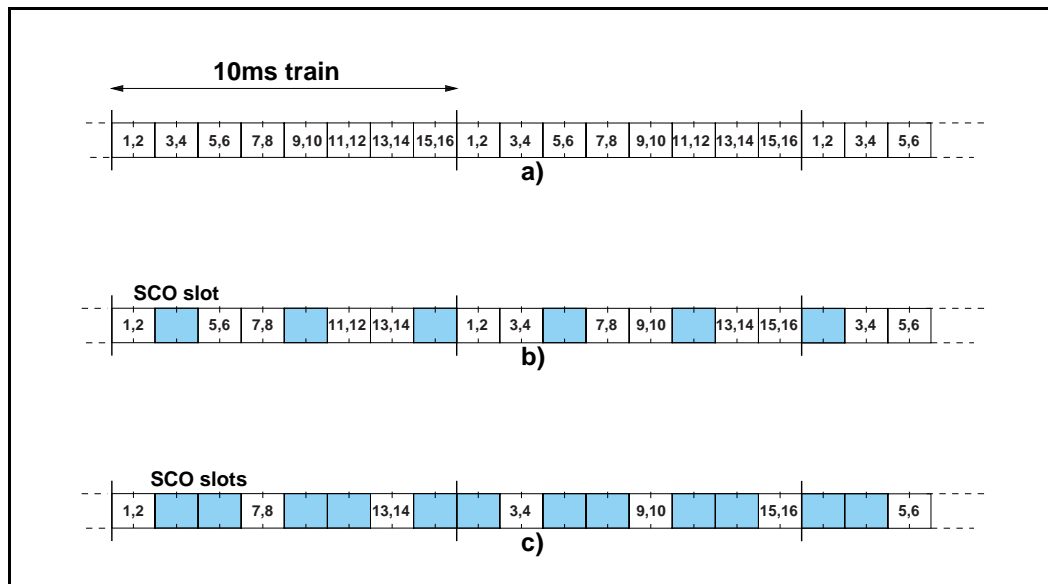 10ms train
1,2 3,4 5,6 7,8 9,10 11,12 13,14 15,16 1,2 3,4 5,6 7,8 9,10 11,12 13,14 15,16 1,2 3,4 5,6
a)
SCO slot
1,2 5,6 7,8 11,12 13,14 1,2 3,4 7,8 9,10 13,14 15,16 3,4 5,6
b)
SCO slots
1,2 7,8 13,14 3,4 9,10 15,16 5,6
c)